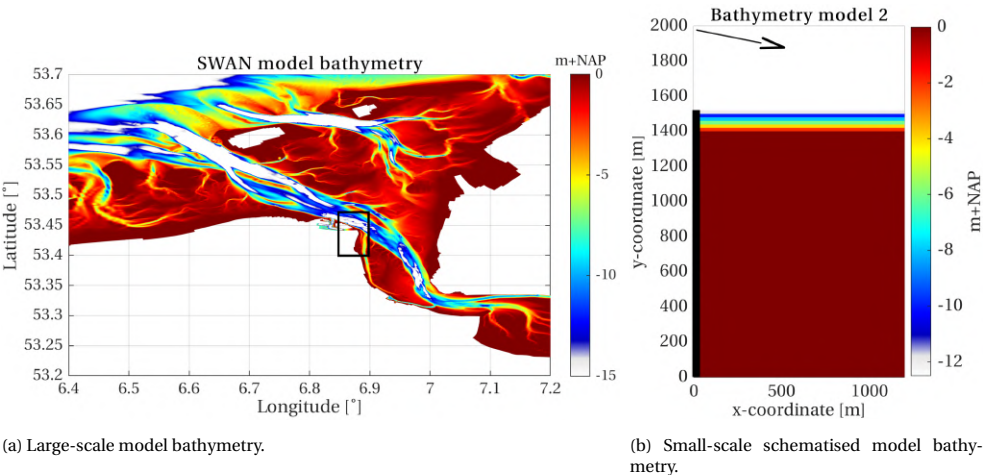 SWAN model bathymetry
m+NAP
53.7
53.65
53.6
53.55
53.5
53.45
53.4
53.35
53.3
53.25
53.2
Latitude [˚]
6.4 6.5 6.6 6.7 6.8 6.9 7 7.1 7.2
Longitude [˚]
0
-5
-10
-15
(a) Large-scale model bathymetry.
Bathymetry model 2
2000
1800
1600
1400
1200
1000
800
600
400
200
0
y-coordinate [m]
0 500 1000
x-coordinate [m]
0
-2
-4
-6
-8
-10
-12
m+NAP
(b) Small-scale schematised model bathy-
metry.